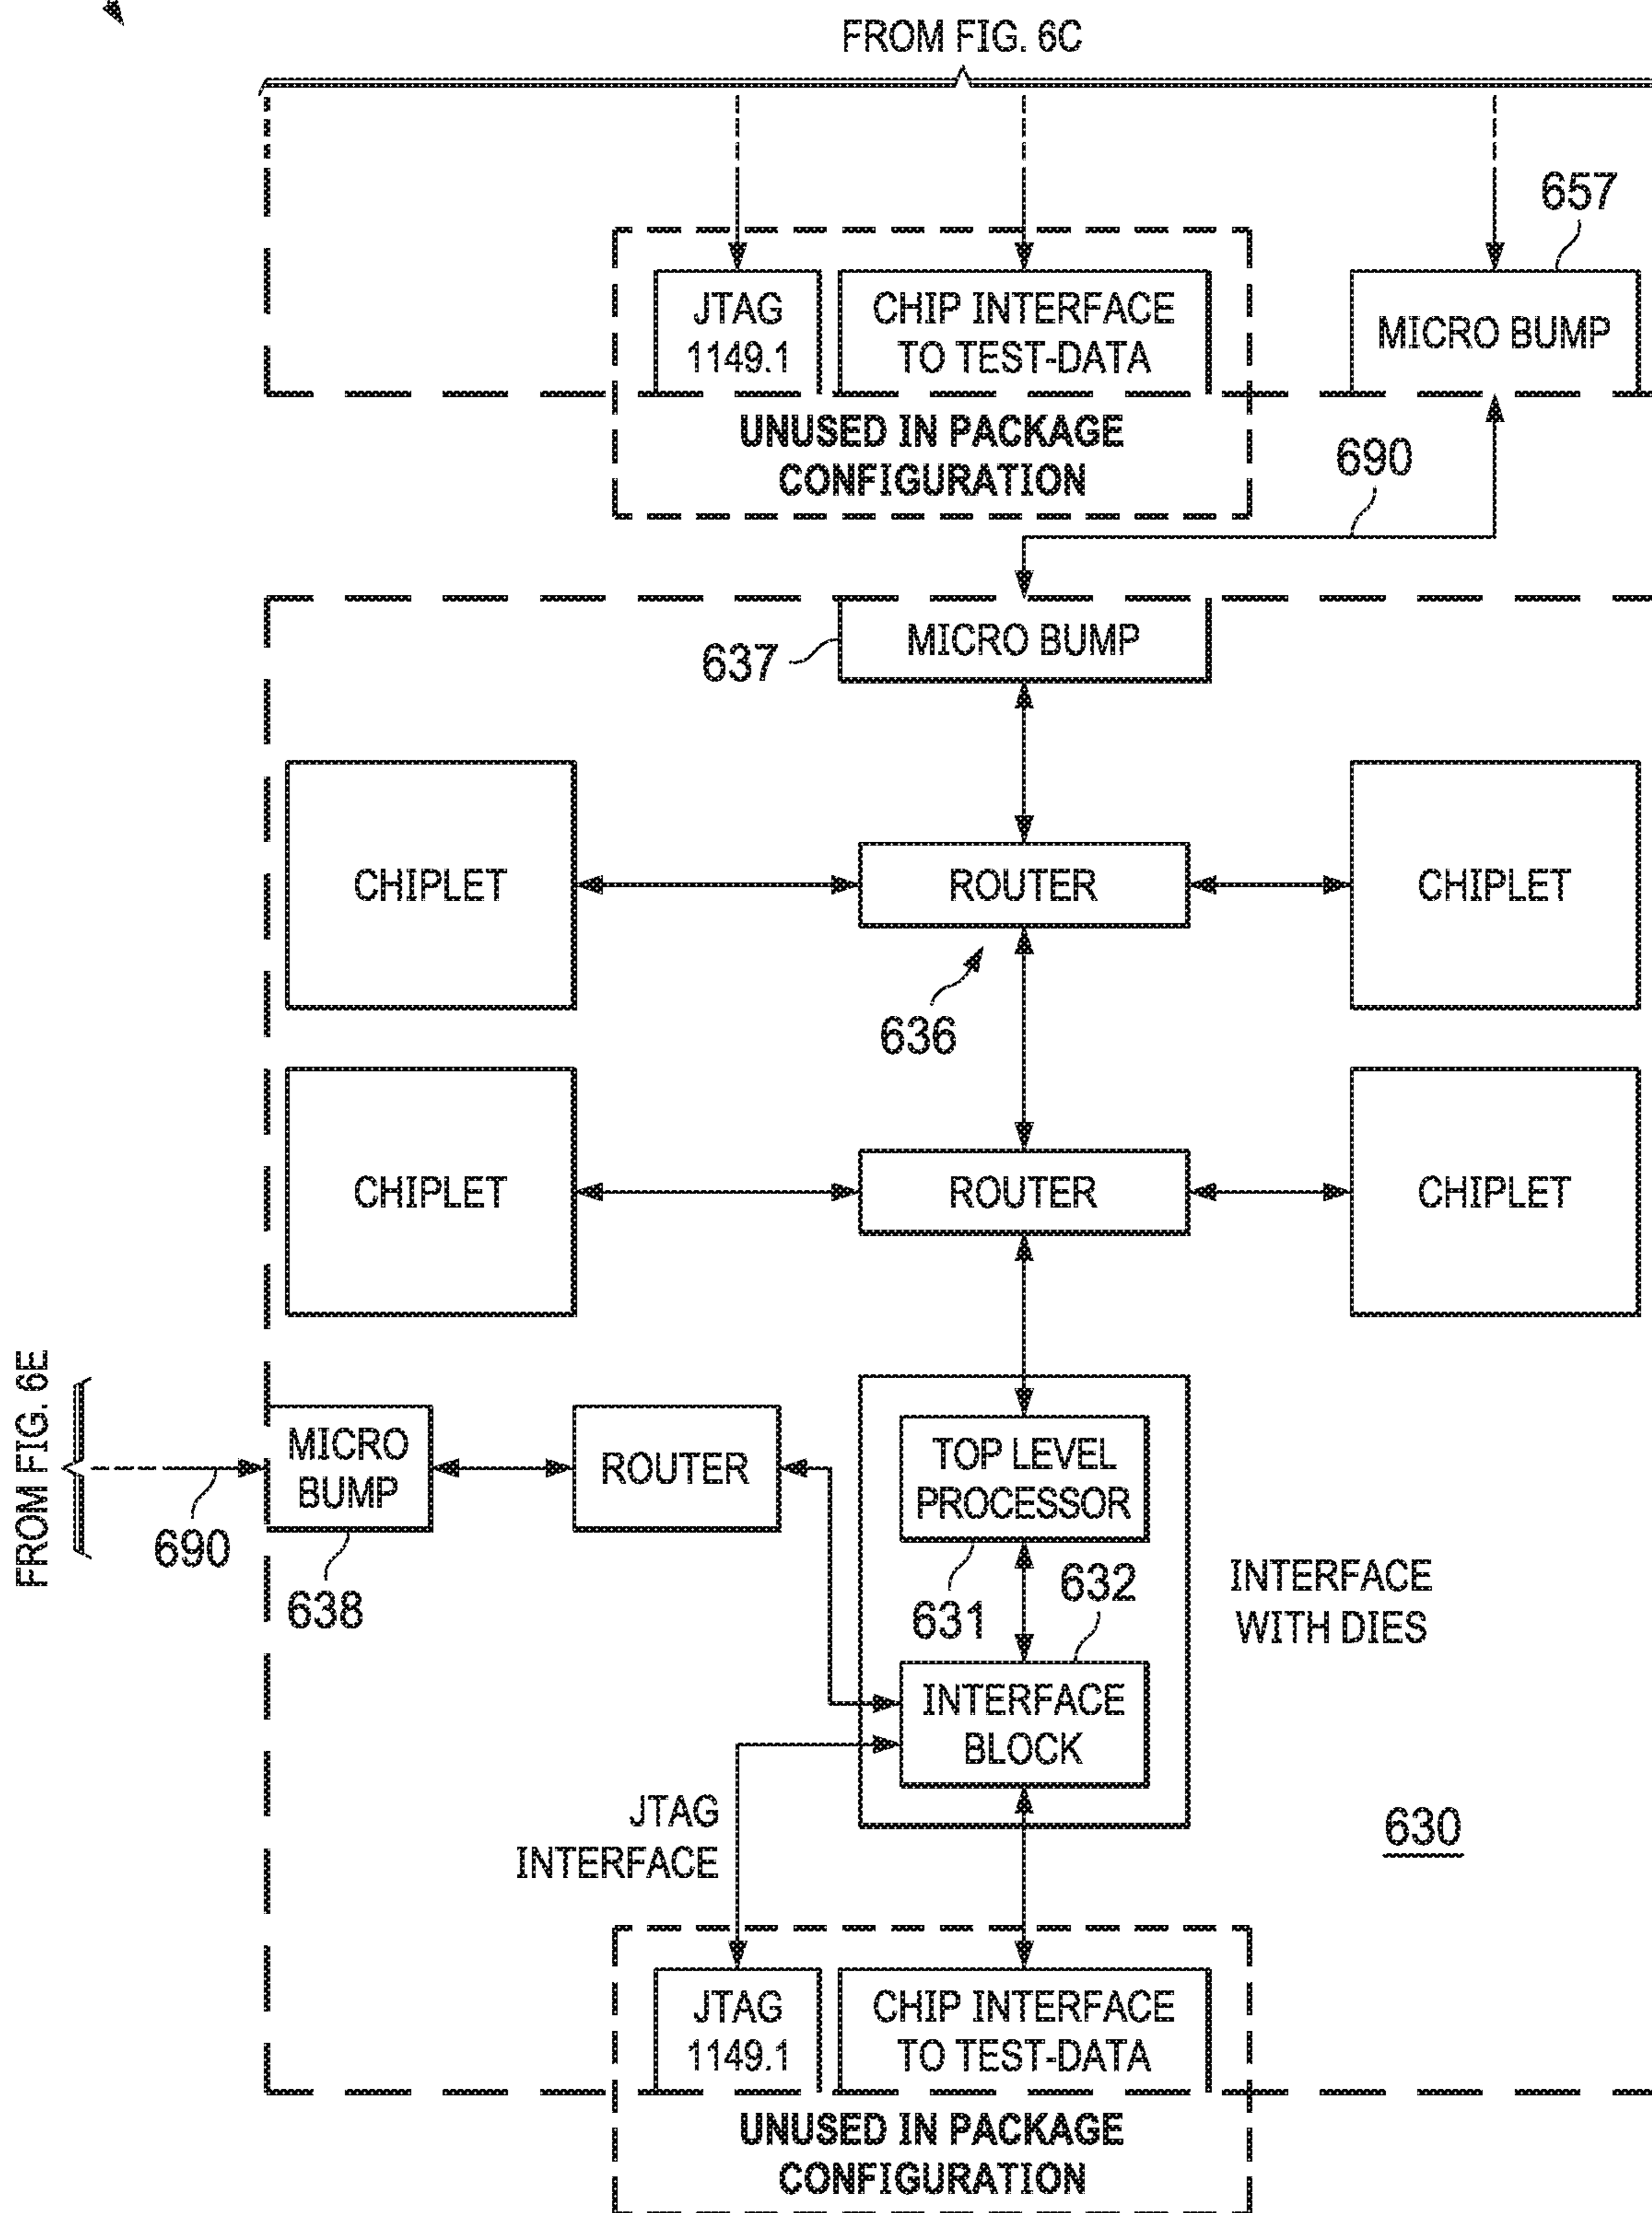 FROM FIG. 6C
657
JTAG
1149.1
CHIP INTERFACE
TO TEST-DATA
MICRO BUMP
UNUSED IN PACKAGE
CONFIGURATION
690
MICRO BUMP
637
CHIPLET
ROUTER
CHIPLET
636
CHIPLET
ROUTER
CHIPLET
FROM FIG. 6E
690
MICRO
BUMP
638
ROUTER
TOP LEVEL
PROCESSOR
631
632
INTERFACE
WITH DIES
INTERFACE
BLOCK
JTAG
INTERFACE
630
JTAG
1149.1
CHIP INTERFACE
TO TEST-DATA
UNUSED IN PACKAGE
CONFIGURATION